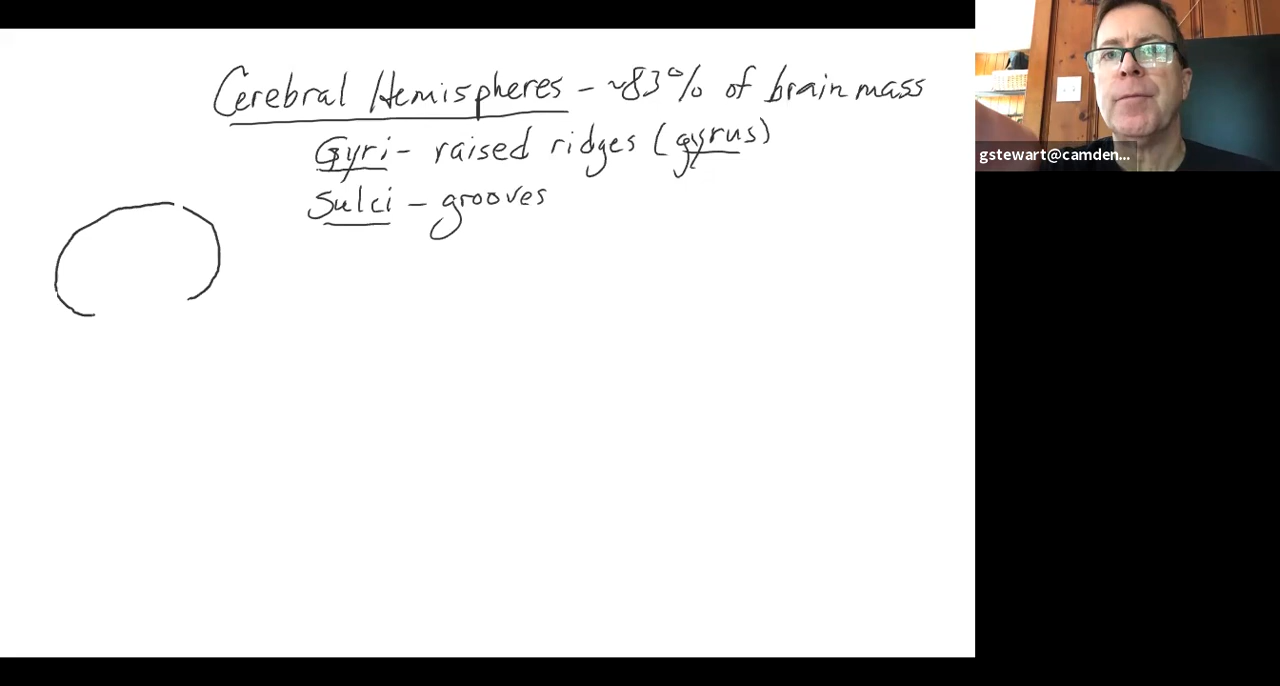 Cerebral Hemispheres - ~83% of brain mass
Gyri - raised ridges (gyrus)
Sulci - grooves
gstewart@camden...